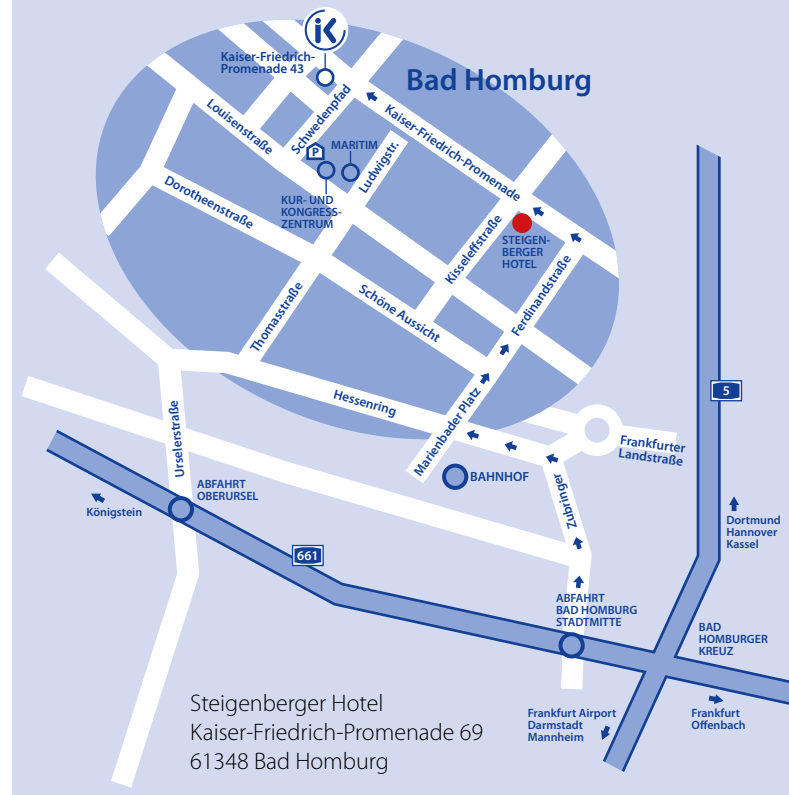 iK
Kaiser-Friedrich-
Promenade 43
Bad Homburg
Louisenstraße
Schwedenpfad
Kaiser-Friedrich-Promenade
P
MARITIM
Ludwigstr.
Dorotheenstraße
KUR- UND
KONGRESS-
ZENTRUM
Kisseleffstraße
STEIGEN-
BERGER
HOTEL
Ferdinandstraße
Thomasstraße
Schöne Aussicht
Hessenring
Marienbader Platz
5
Urselerstraße
Frankfurter
Landstraße
BAHNHOF
ABFAHRT
OBERURSEL
Zubringer
Königstein
Dortmund
Hannover
Kassel
661
ABFAHRT
BAD HOMBURG
STADTMITTE
BAD
HOMBURGER
KREUZ
Frankfurt Airport
Darmstadt
Mannheim
Frankfurt
Offenbach
Steigenberger Hotel
Kaiser-Friedrich-Promenade 69
61348 Bad Homburg